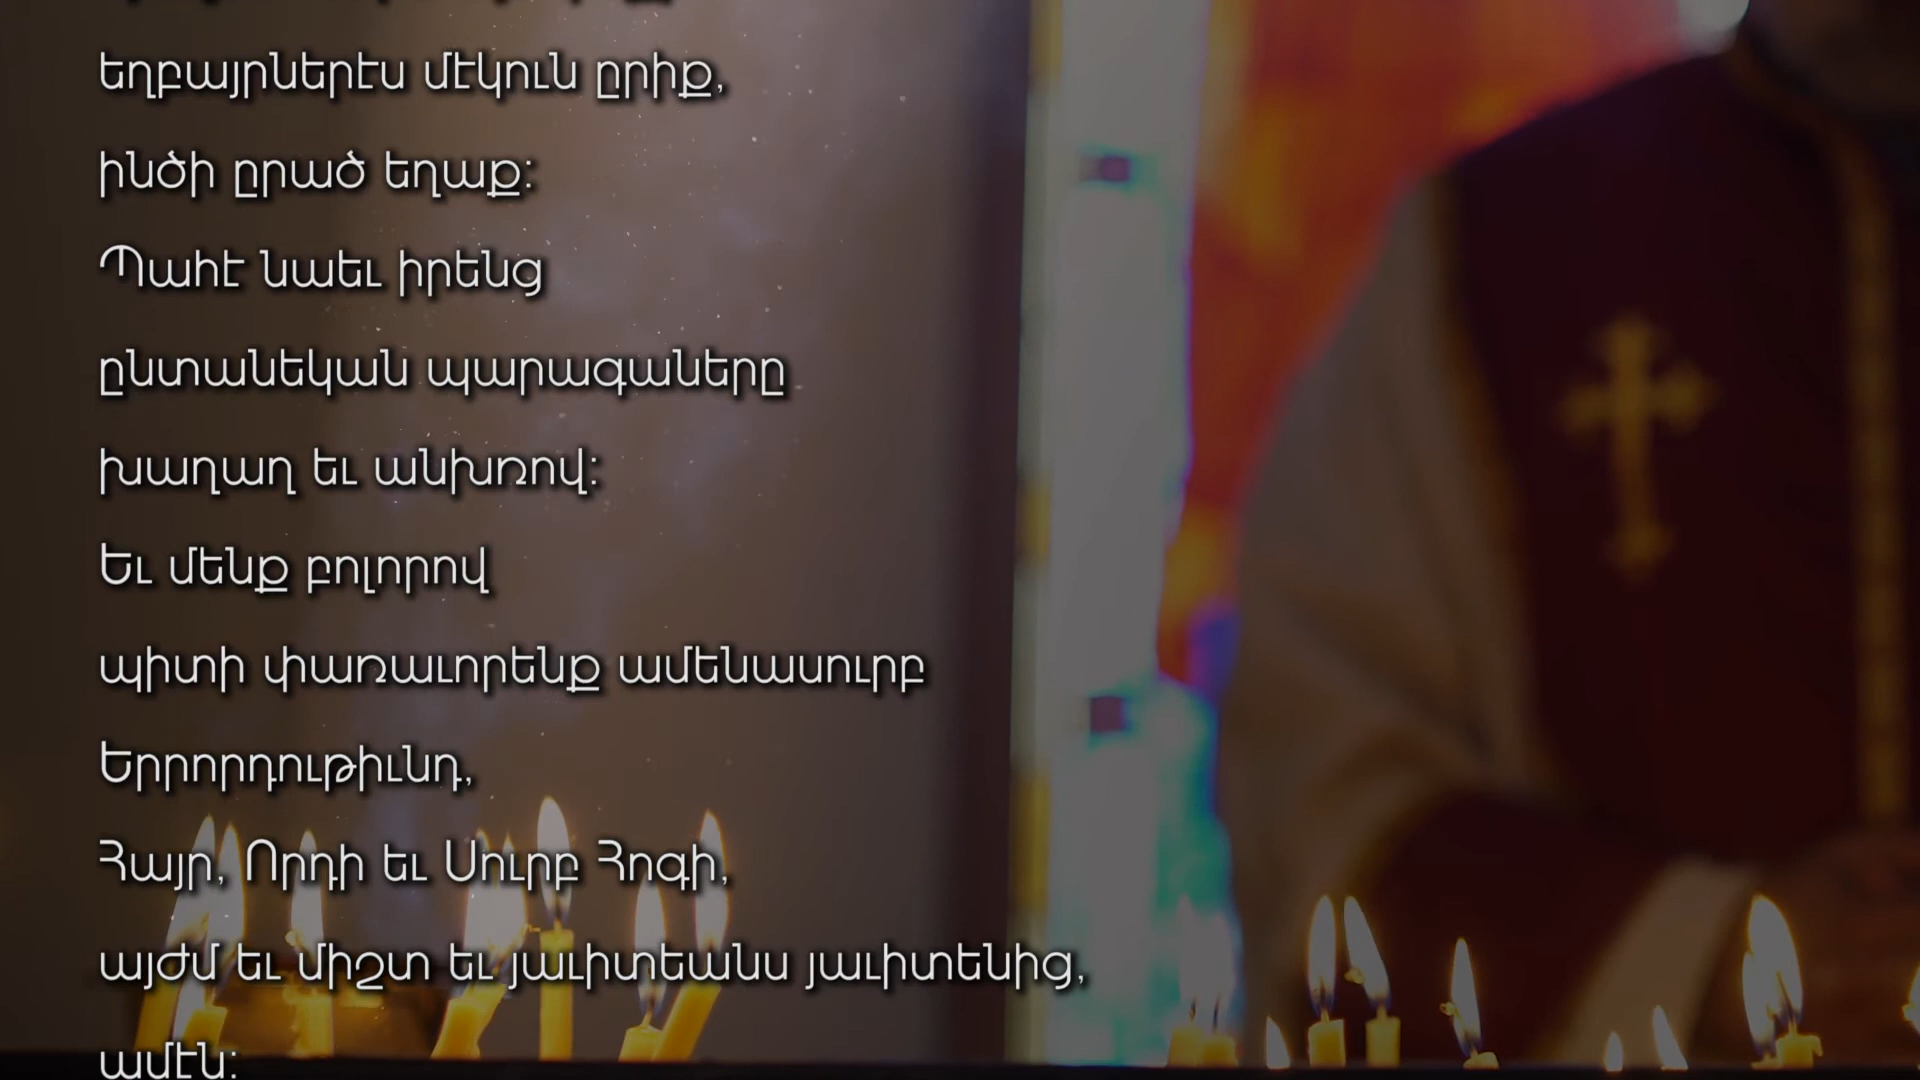 եղբայրներէս մէկուն ըրիք,
ինծի ըրած եղաք:
Պահէ նաեւ իրենց
ընտանեկան պարագաները
խաղաղ եւ անխռով:
Եւ մենք բոլորով
պիտի փառաւորենք ամենասուրբ
Երրորդութիւնդ,
Հայր, Որդի եւ Սուրբ Հոգի,
այժմ եւ միշտ եւ յաւիտեանս յաւիտենից,
ամէն: